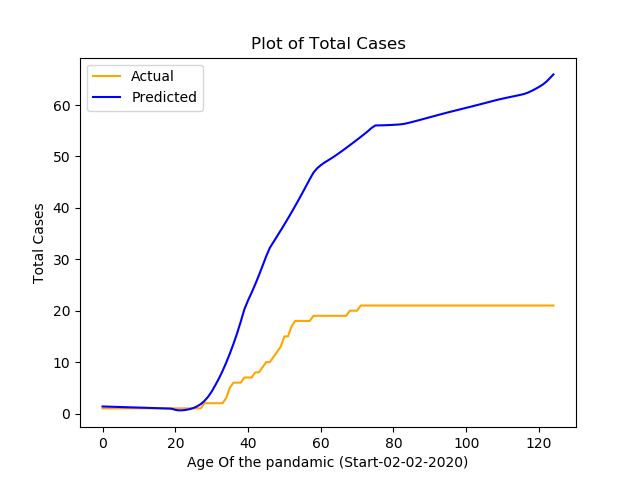 Plot of Total Cases
Actual
Predicted
Total Cases
60
50
40
30
20
10
0
0 20 40 60 80 100 120
Age Of the pandamic (Start-02-02-2020)